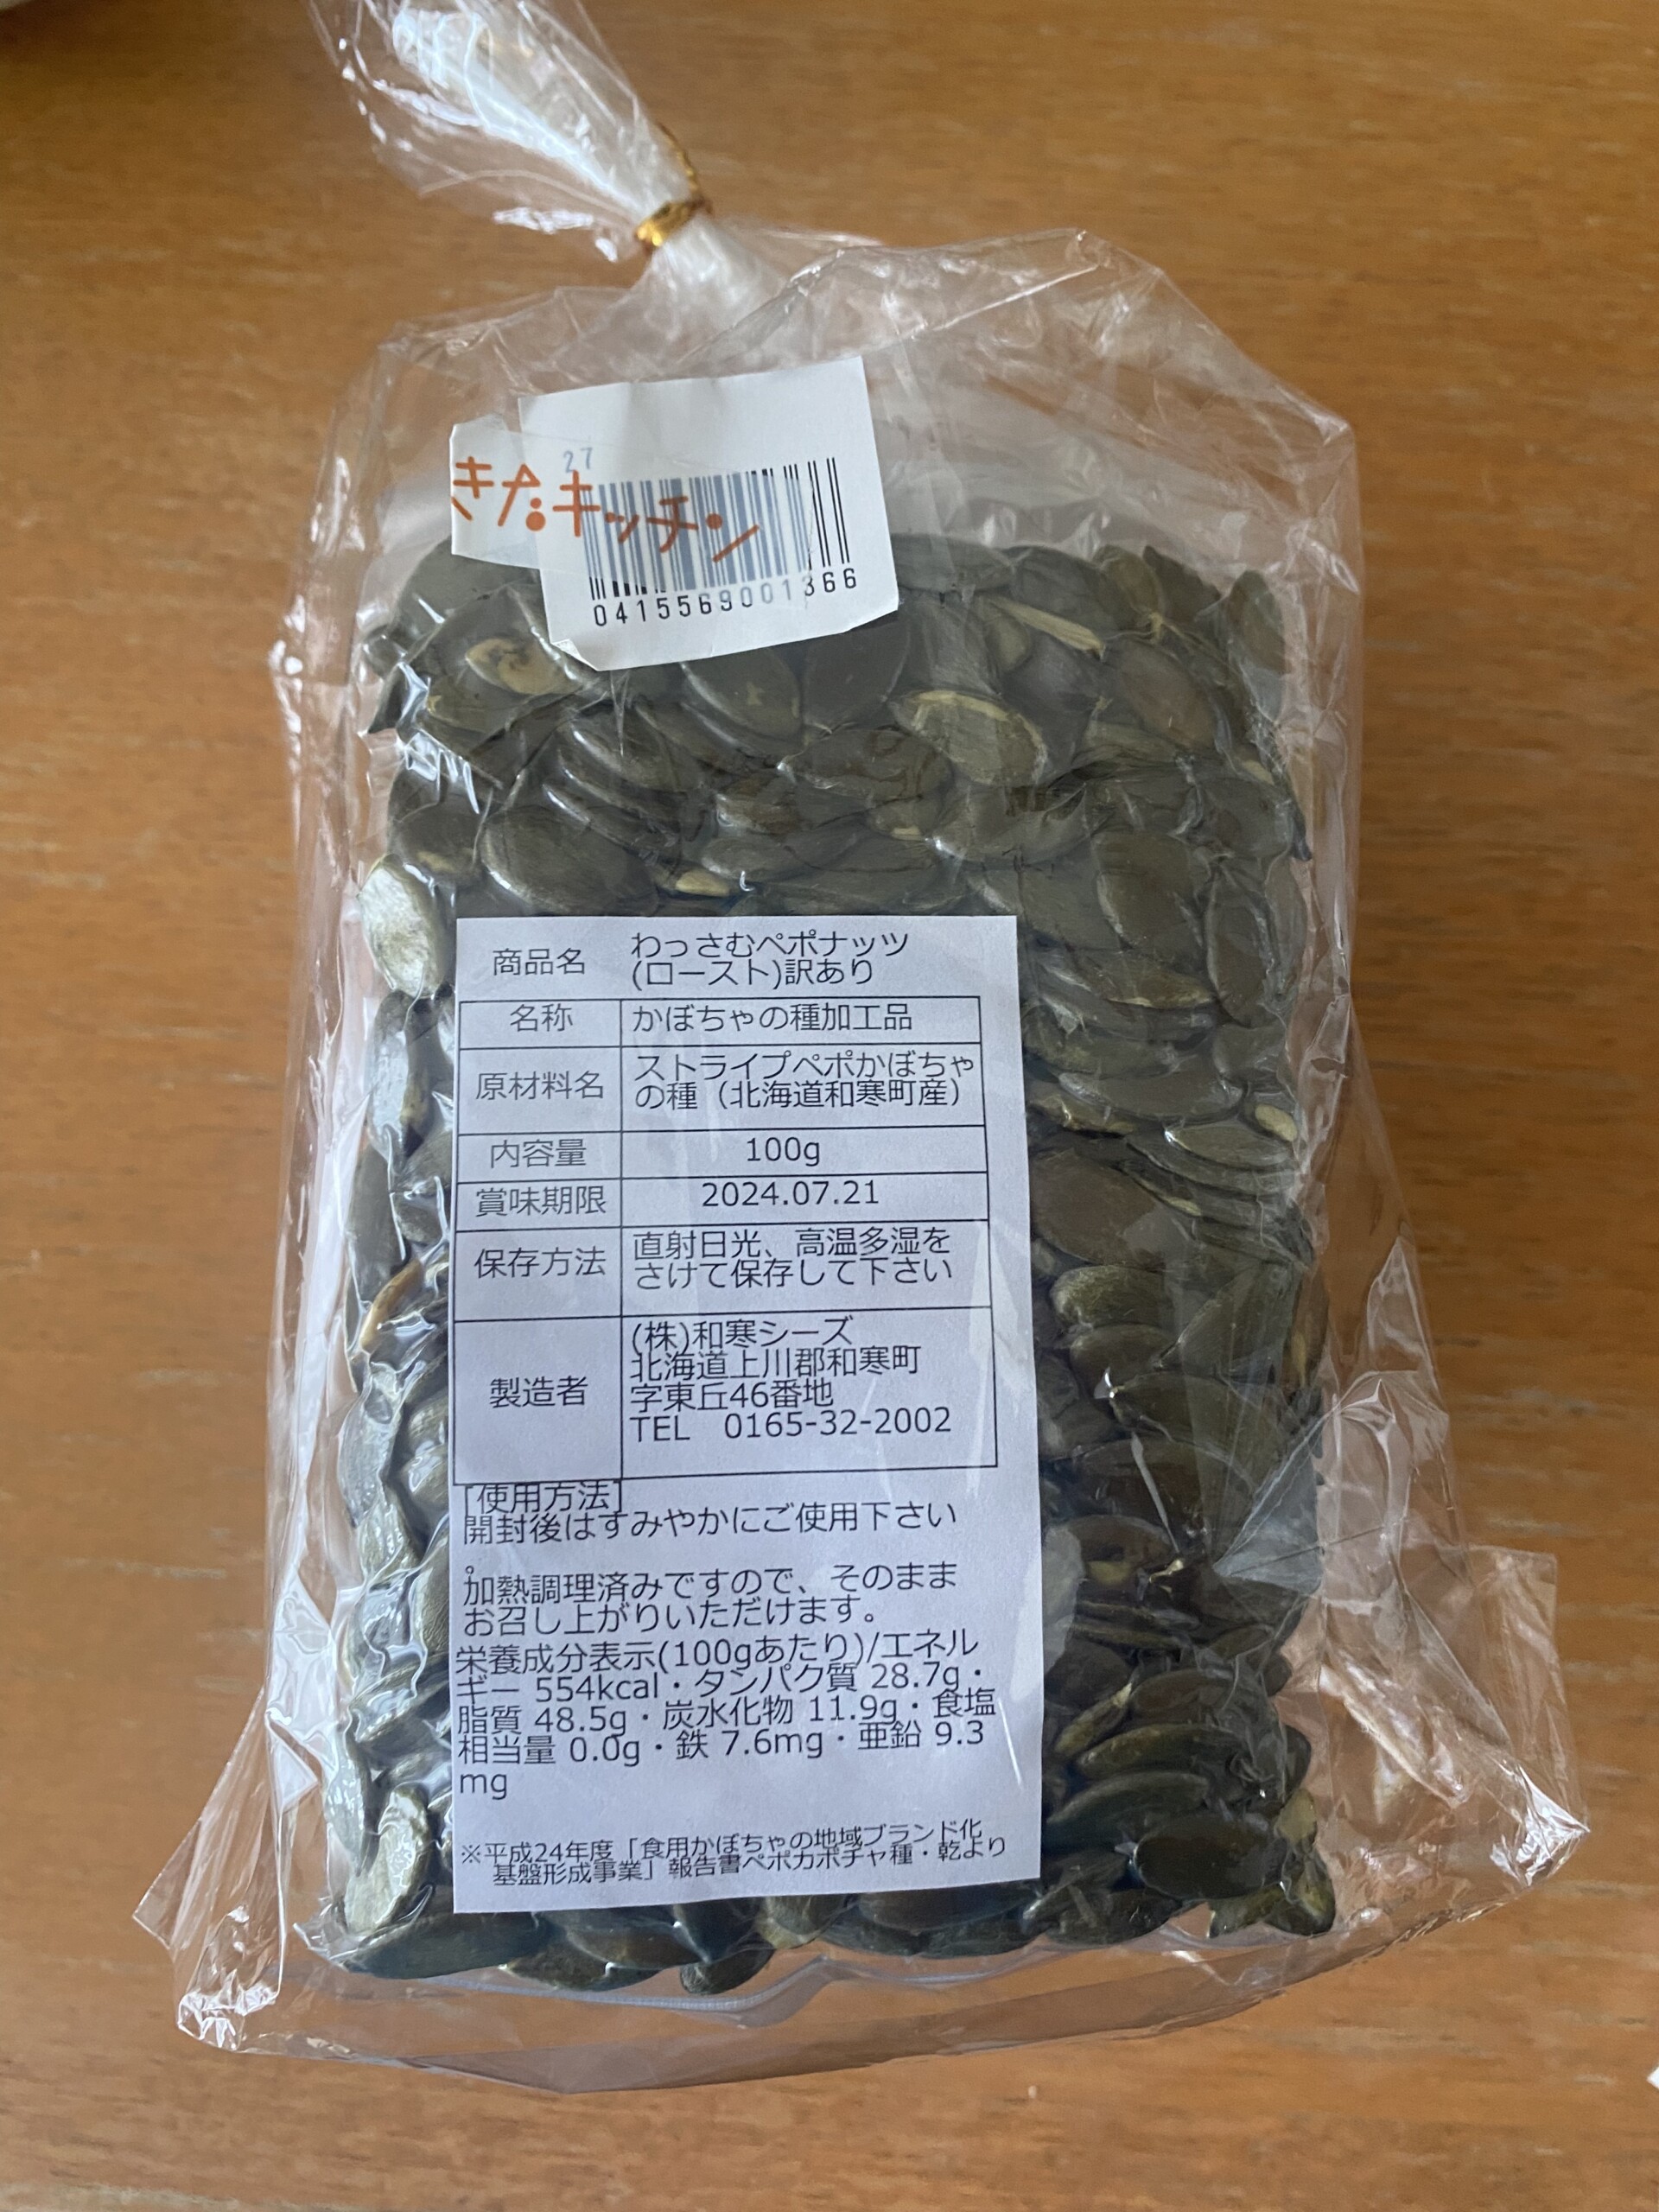 27
きたキッチン
0415569001366
商品名 わっさむペポナッツ
(ロースト)訳あり
名称 かぼちゃの種加工品
原材料名 ストライプペポかぼちゃ
の種（北海道和寒町産）
内容量 100g
賞味期限 2024.07.21
保存方法 直射日光、高温多湿を
さけて保存して下さい
製造者 (株)和寒シーズ
北海道上川郡和寒町
字東丘46番地
TEL 0165-32-2002
[使用方法]
開封後はすみやかにご使用下さい
。
加熱調理済みですので、そのまま
お召し上がりいただけます。
栄養成分表示(100gあたり)/エネル
ギー 554kcal・タンパク質 28.7g・
脂質 48.5g・炭水化物 11.9g・食塩
相当量 0.0g・鉄 7.6mg・亜鉛 9.3
mg
※平成24年度「食用かぼちゃの地域ブランド化
基盤形成事業」報告書ペポカボチャ種・乾より